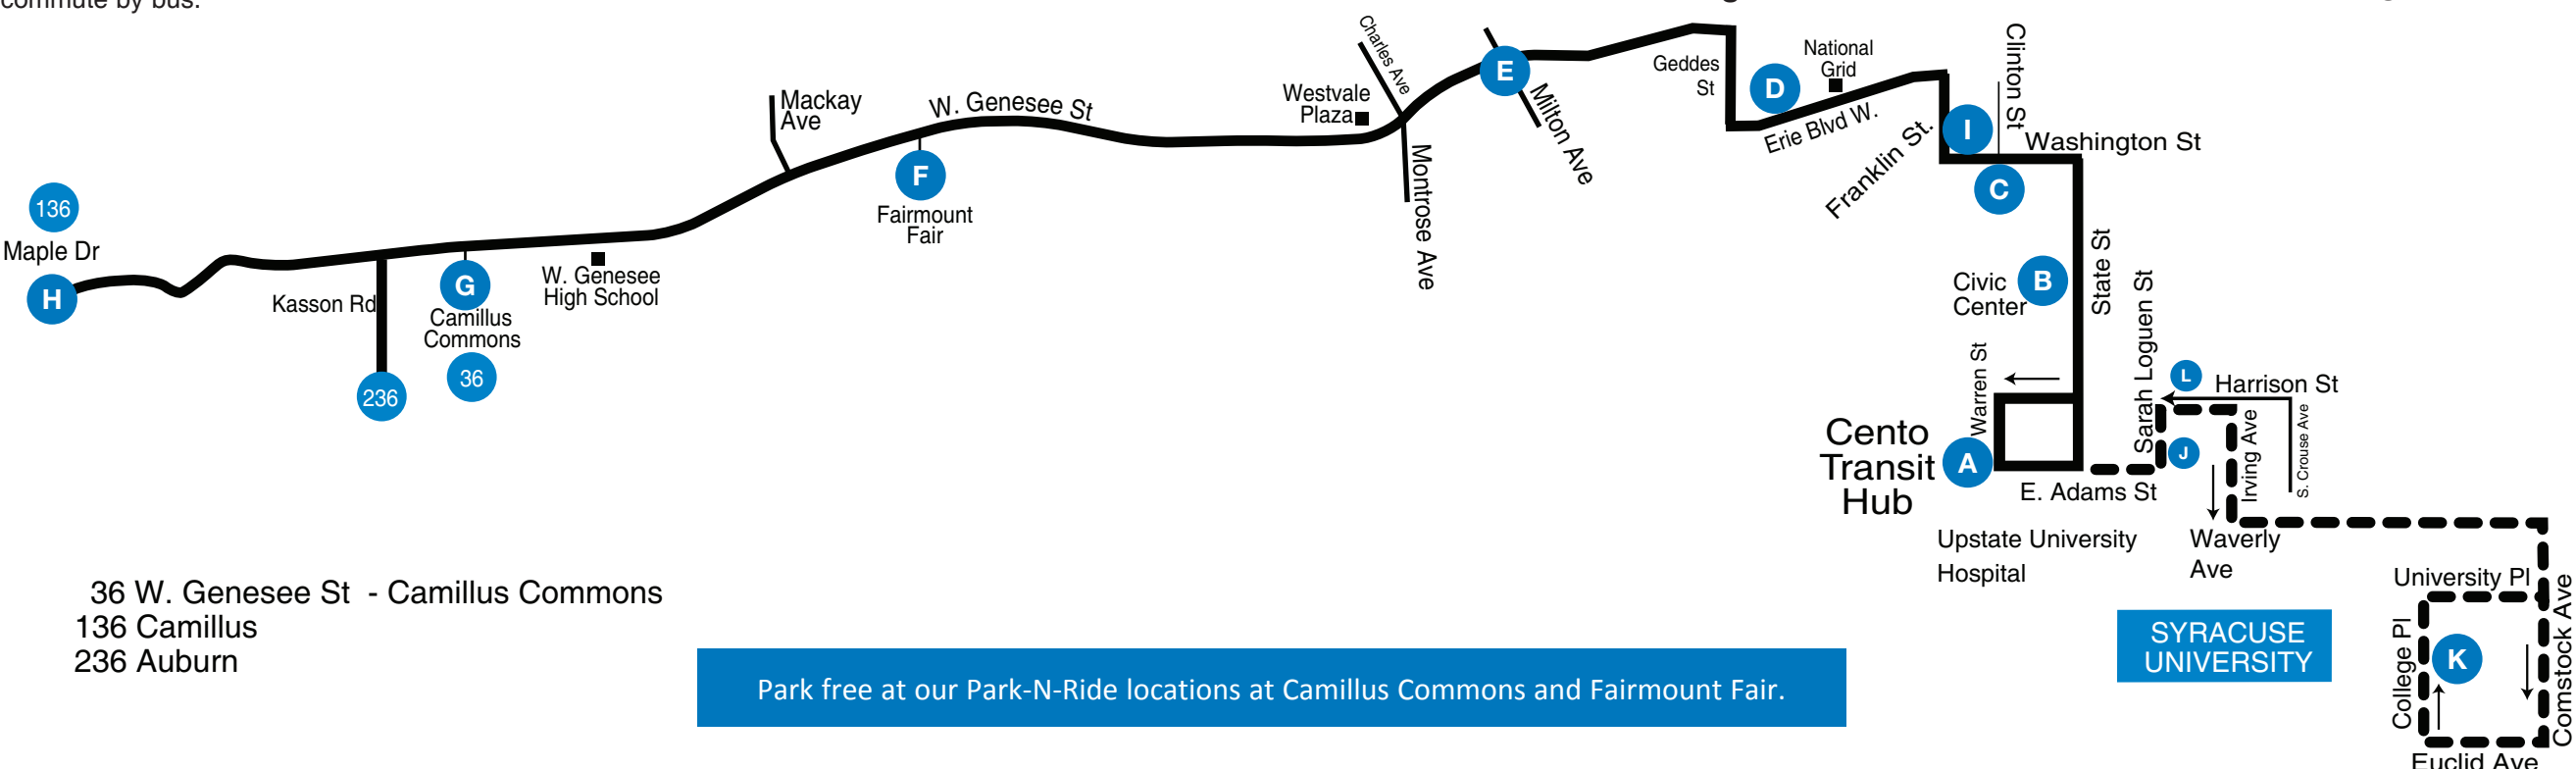 commute by bus.
136
Maple Dr
H
Kasson Rd
236
G
Camillus
Commons
36
W. Genesee
High School
Mackay
Ave
W. Genesee St
F
Fairmount
Fair
Westvale
Plaza
Charles Ave
Montrose Ave
E
Milton Ave
Geddes
St
D
National
Grid
Erie Blvd W.
Franklin St.
I
Clinton St
Washington St
C
Civic
Center
B
State St
Warren St
Cento
Transit
Hub
A
E. Adams St
Sarah Loguen St
L
Harrison St
J
Irving Ave
S. Crouse Ave
Upstate University
Hospital
Waverly
Ave
University Pl
College Pl
K
Comstock Ave
Euclid Ave
SYRACUSE
UNIVERSITY
36 W. Genesee St - Camillus Commons
136 Camillus
236 Auburn
Park free at our Park-N-Ride locations at Camillus Commons and Fairmount Fair.